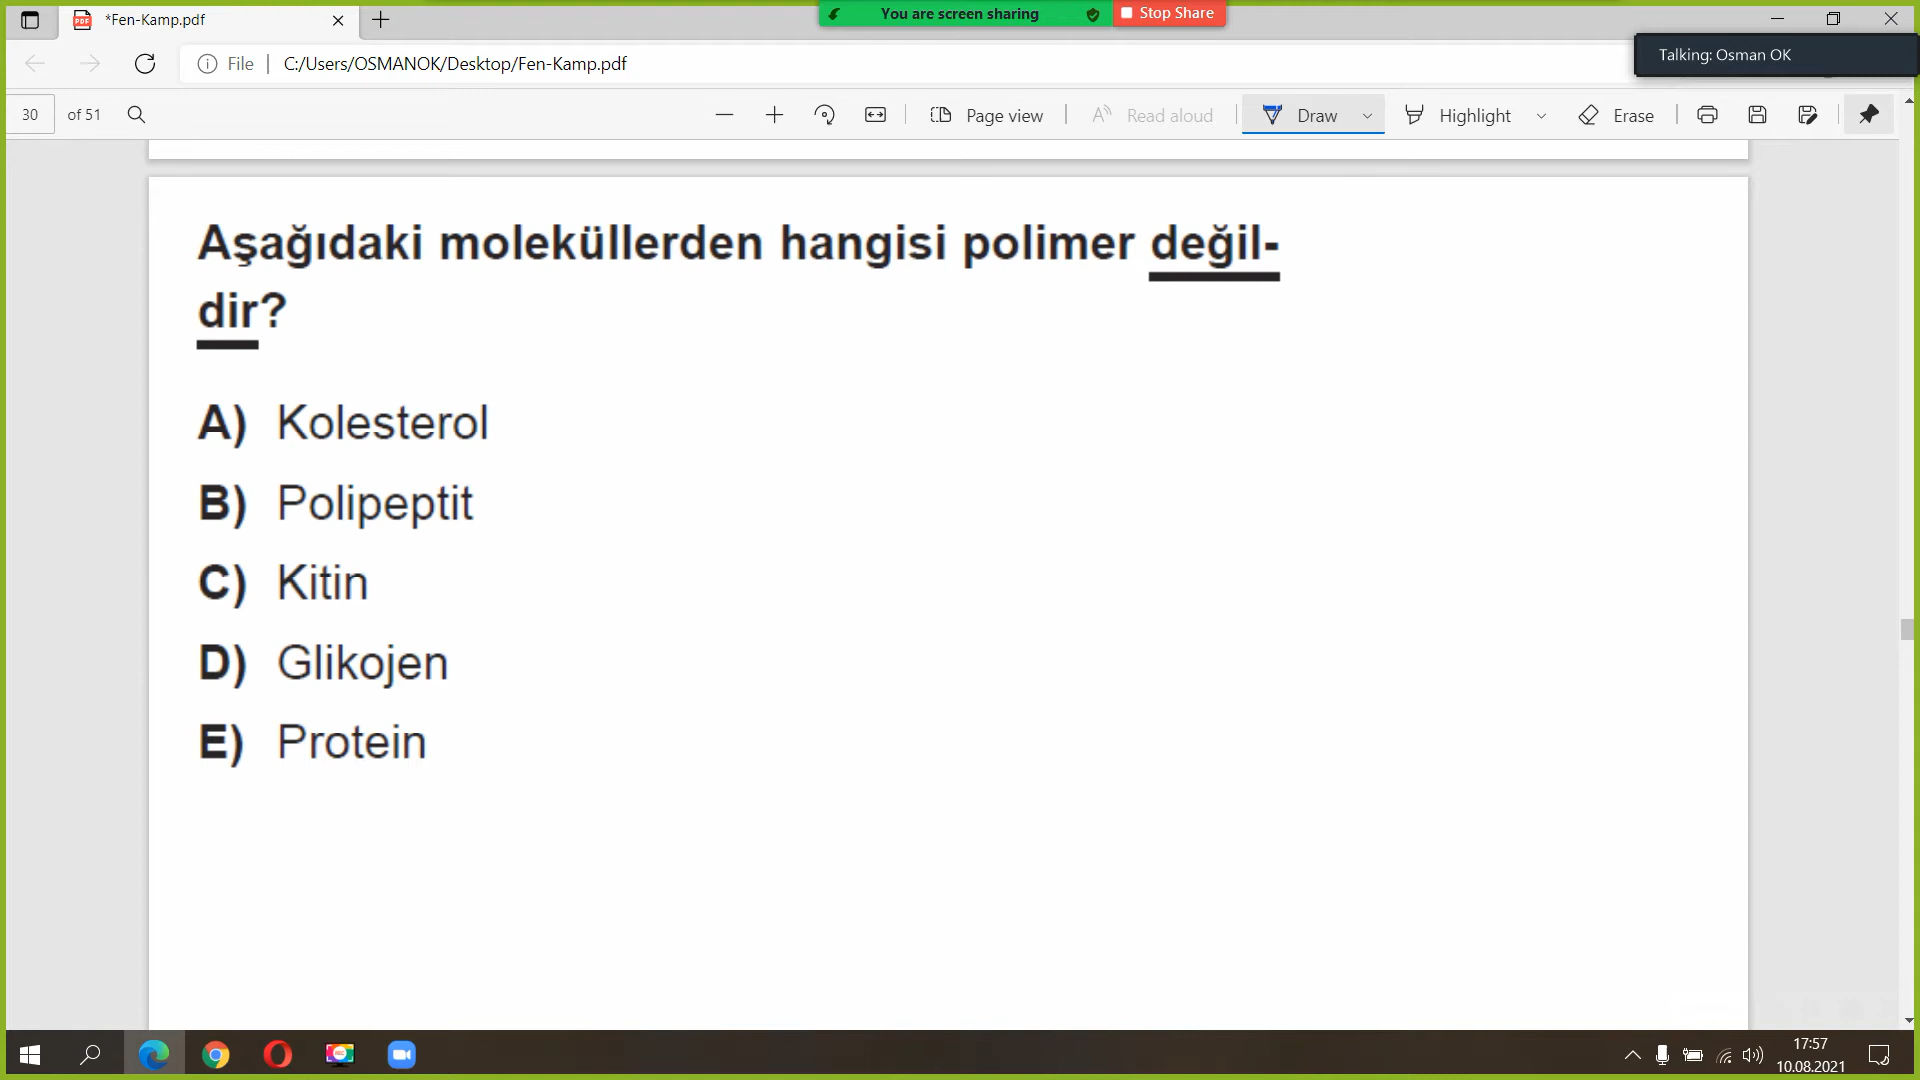 *Fen-Kamp.pdf
You are screen sharing
Stop Share
File
C:/Users/OSMANOK/Desktop/Fen-Kamp.pdf
Talking: Osman OK
30 of 51
Page view
Read aloud
Draw
Highlight
Erase
Aşağıdaki moleküllerden hangisi polimer değil-
dir?
A) Kolesterol
B) Polipeptit
C) Kitin
D) Glikojen
E) Protein
17:57
10.08.2021